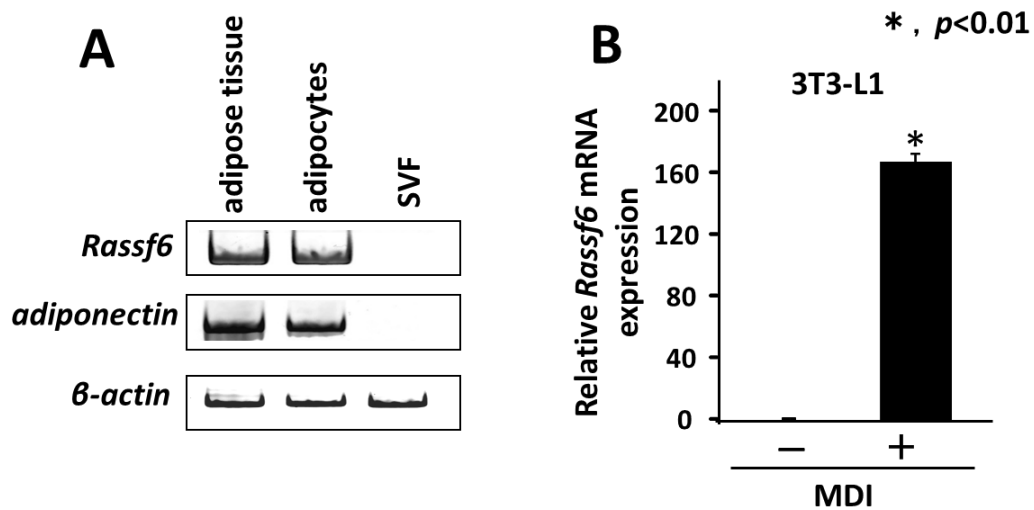 A
adipose tissue
adipocytes
SVF
Rassf6
adiponectin
β-actin
B
* , p<0.01
3T3-L1
Relative Rassf6 mRNA
expression
200
160
120
80
40
0
*
− +
MDI